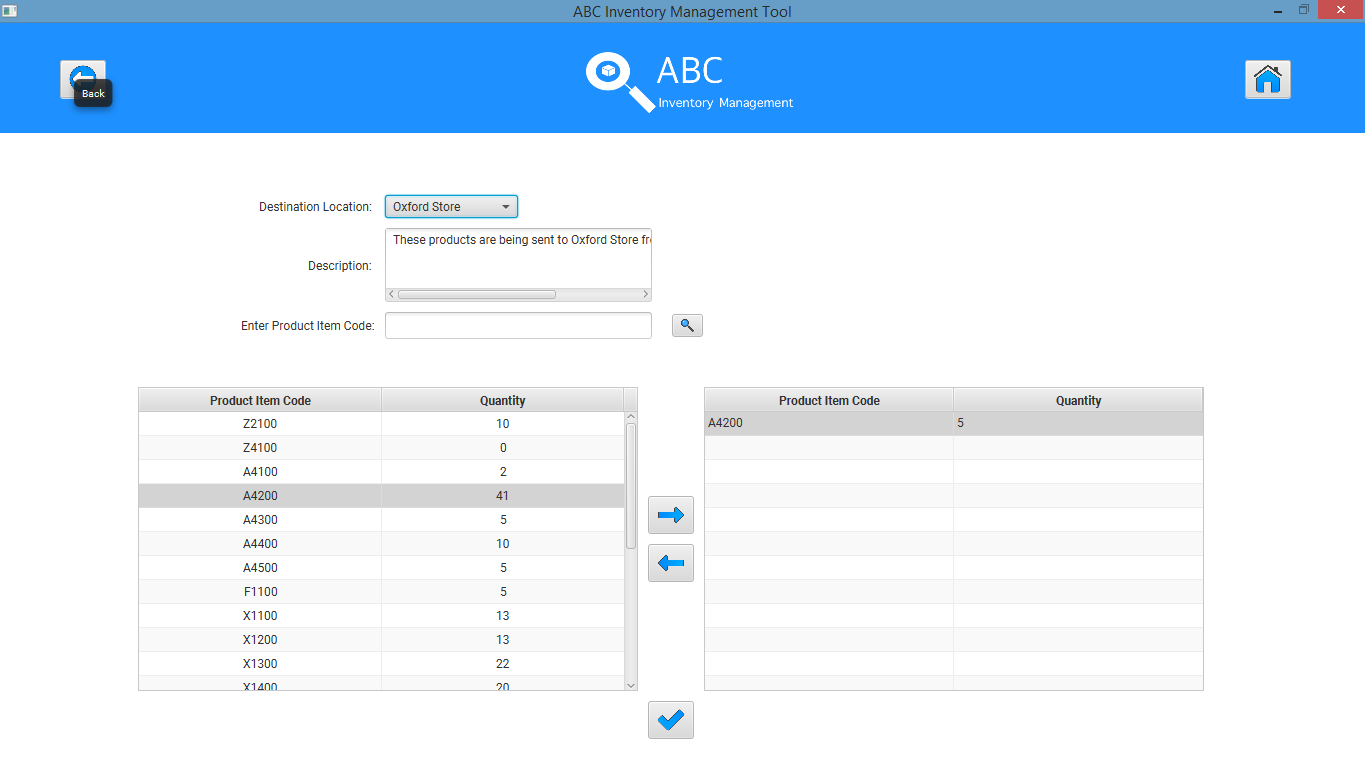 ABC Inventory Management Tool
Back
ABC
Inventory Management
Destination Location: Oxford Store
Description: These products are being sent to Oxford Store fr
Enter Product Item Code:
Product Item Code Quantity Product Item Code Quantity
Z2100 10 A4200 5
Z4100 0
A4100 2
A4200 41
A4300 5
A4400 10
A4500 5
F1100 5
X1100 13
X1200 13
X1300 22
X1400 20